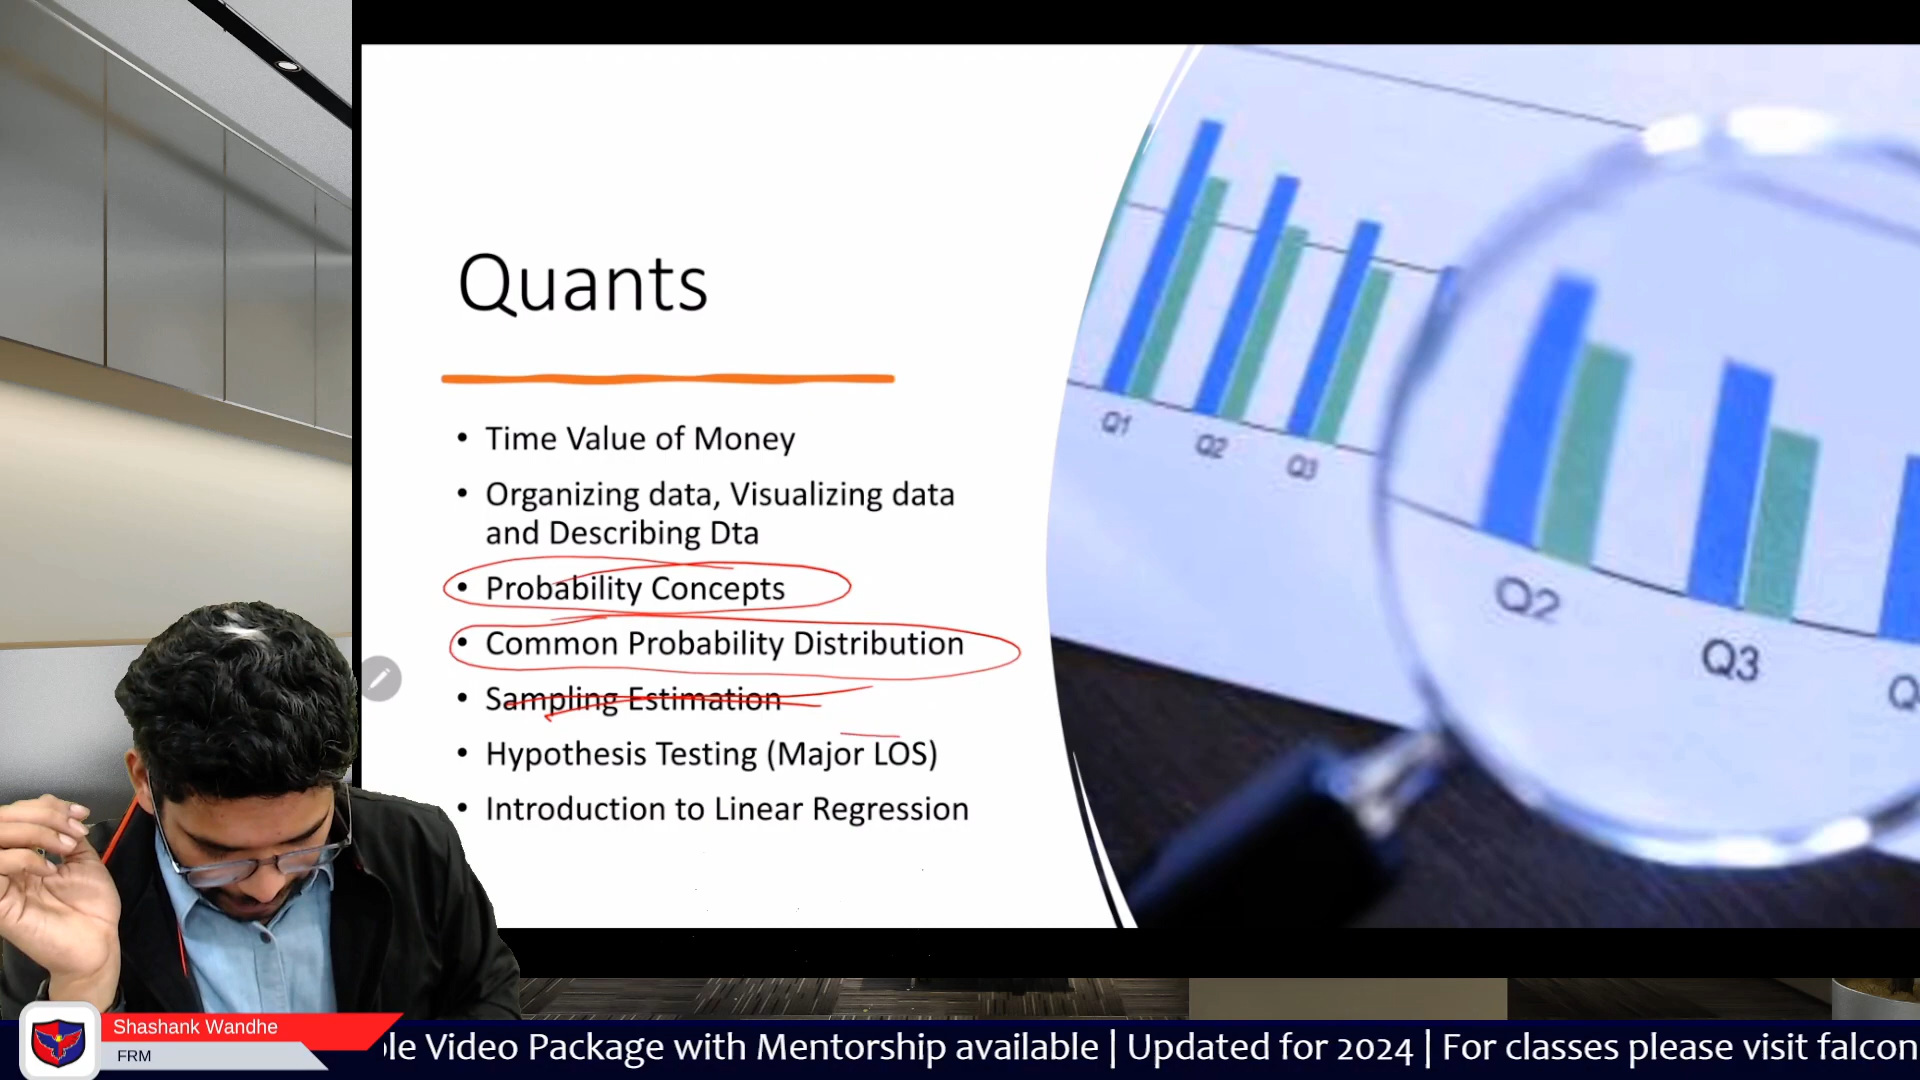 Quants
• Time Value of Money
• Organizing data, Visualizing data
and Describing Dta
• Probability Concepts
• Common Probability Distribution
• Sampling Estimation
• Hypothesis Testing (Major LOS)
• Introduction to Linear Regression
Q1
Q2
Q3
Q2
Q3
Shashank Wandhe
FRM
Video Package with Mentorship available | Updated for 2024 | For classes please visit falcon